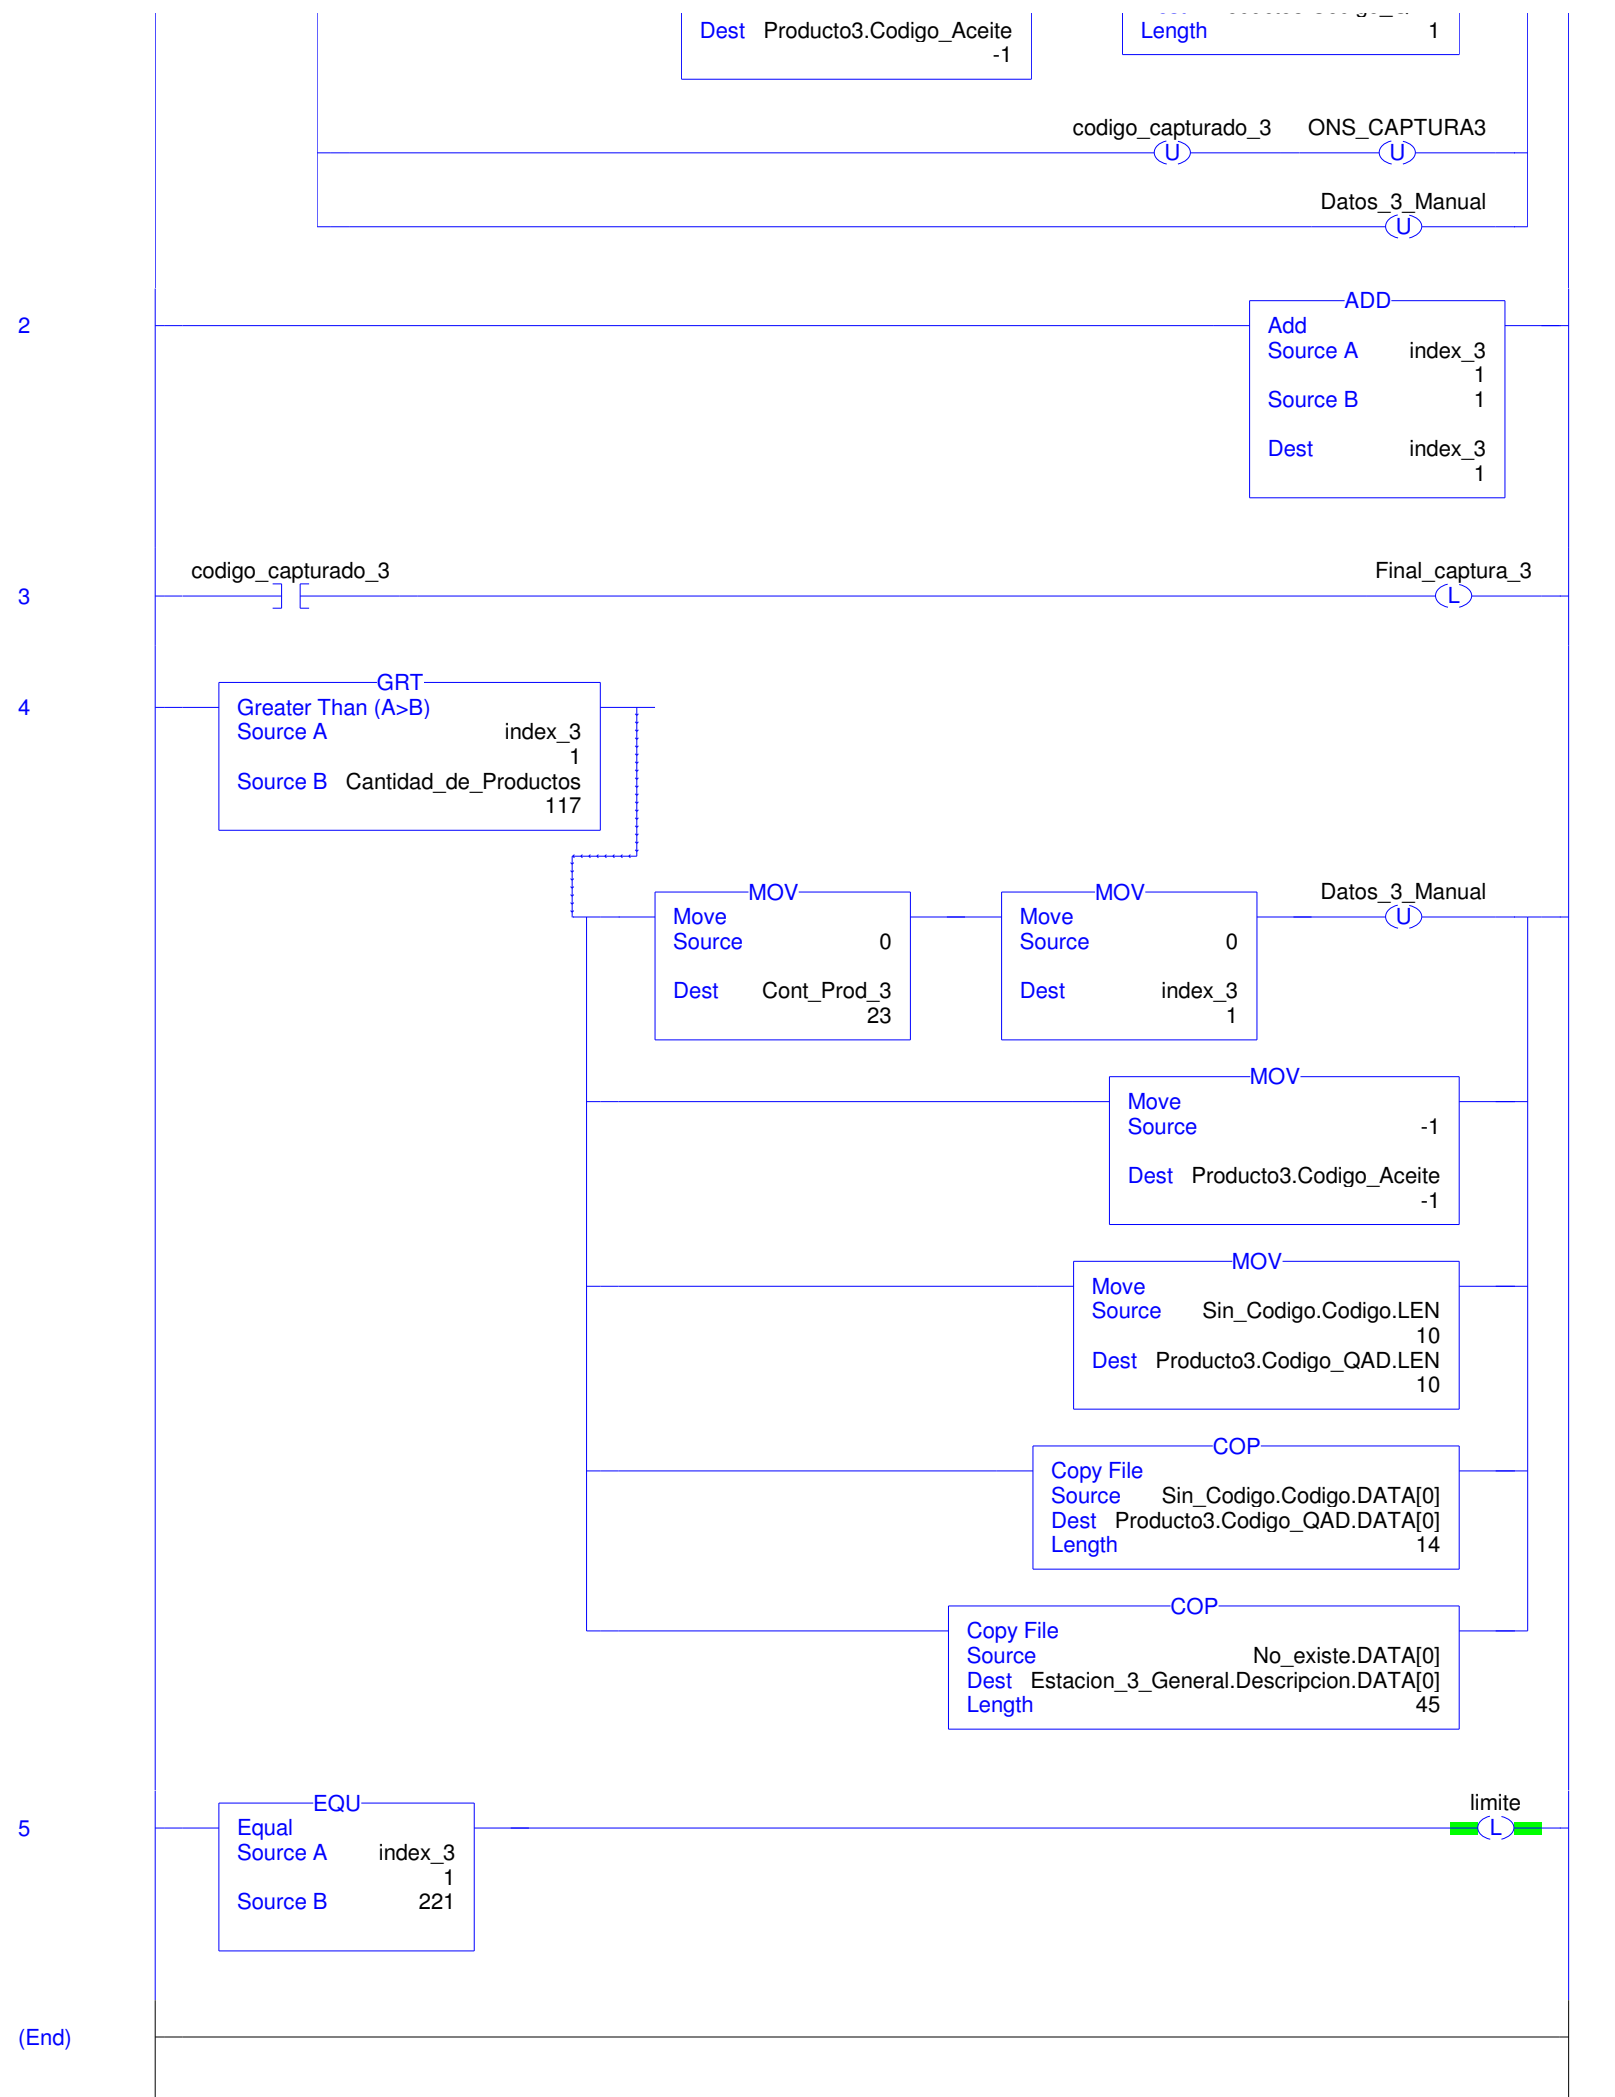 Dest Producto3.Codigo_Aceite
-1
Length 1
codigo_capturado_3 ONS_CAPTURA3
U U
Datos_3_Manual
U
2
ADD
Add
Source A index_3
1
Source B 1
Dest index_3
1
3
codigo_capturado_3 Final_captura_3
L
4
GRT
Greater Than (A>B)
Source A index_3
1
Source B Cantidad_de_Productos
117
MOV
Move
Source 0
Dest Cont_Prod_3
23
MOV
Move
Source 0
Dest index_3
1
Datos_3_Manual
U
MOV
Move
Source -1
Dest Producto3.Codigo_Aceite
-1
MOV
Move
Source Sin_Codigo.Codigo.LEN
10
Dest Producto3.Codigo_QAD.LEN
10
COP
Copy File
Source Sin_Codigo.Codigo.DATA[0]
Dest Producto3.Codigo_QAD.DATA[0]
Length 14
COP
Copy File
Source No_existe.DATA[0]
Dest Estacion_3_General.Descripcion.DATA[0]
Length 45
5
EQU
Equal
Source A index_3
1
Source B 221
limite
L
(End)